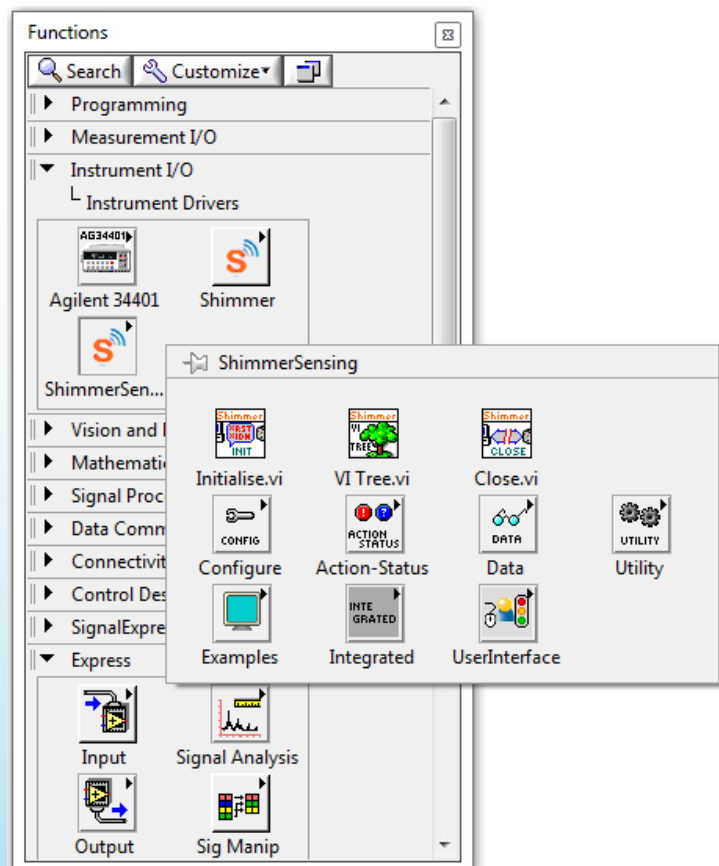 Functions
Search Customize
Programming
Measurement I/O
Instrument I/O
Instrument Drivers
AG34401
Agilent 34401 Shimmer
ShimmerSen...
ShimmerSensing
Shimmer Shimmer Shimmer
INIT VI TREE CLOSE
Initialise.vi VI Tree.vi Close.vi
CONFIG ACTION STATUS DATA UTILITY
Configure Action-Status Data Utility
INTE
GRATED
Examples Integrated UserInterface
Vision and
Mathemati
Signal Proc
Data Comm
Connectivit
Control Des
SignalExpre
Express
Input Signal Analysis
Output Sig Manip